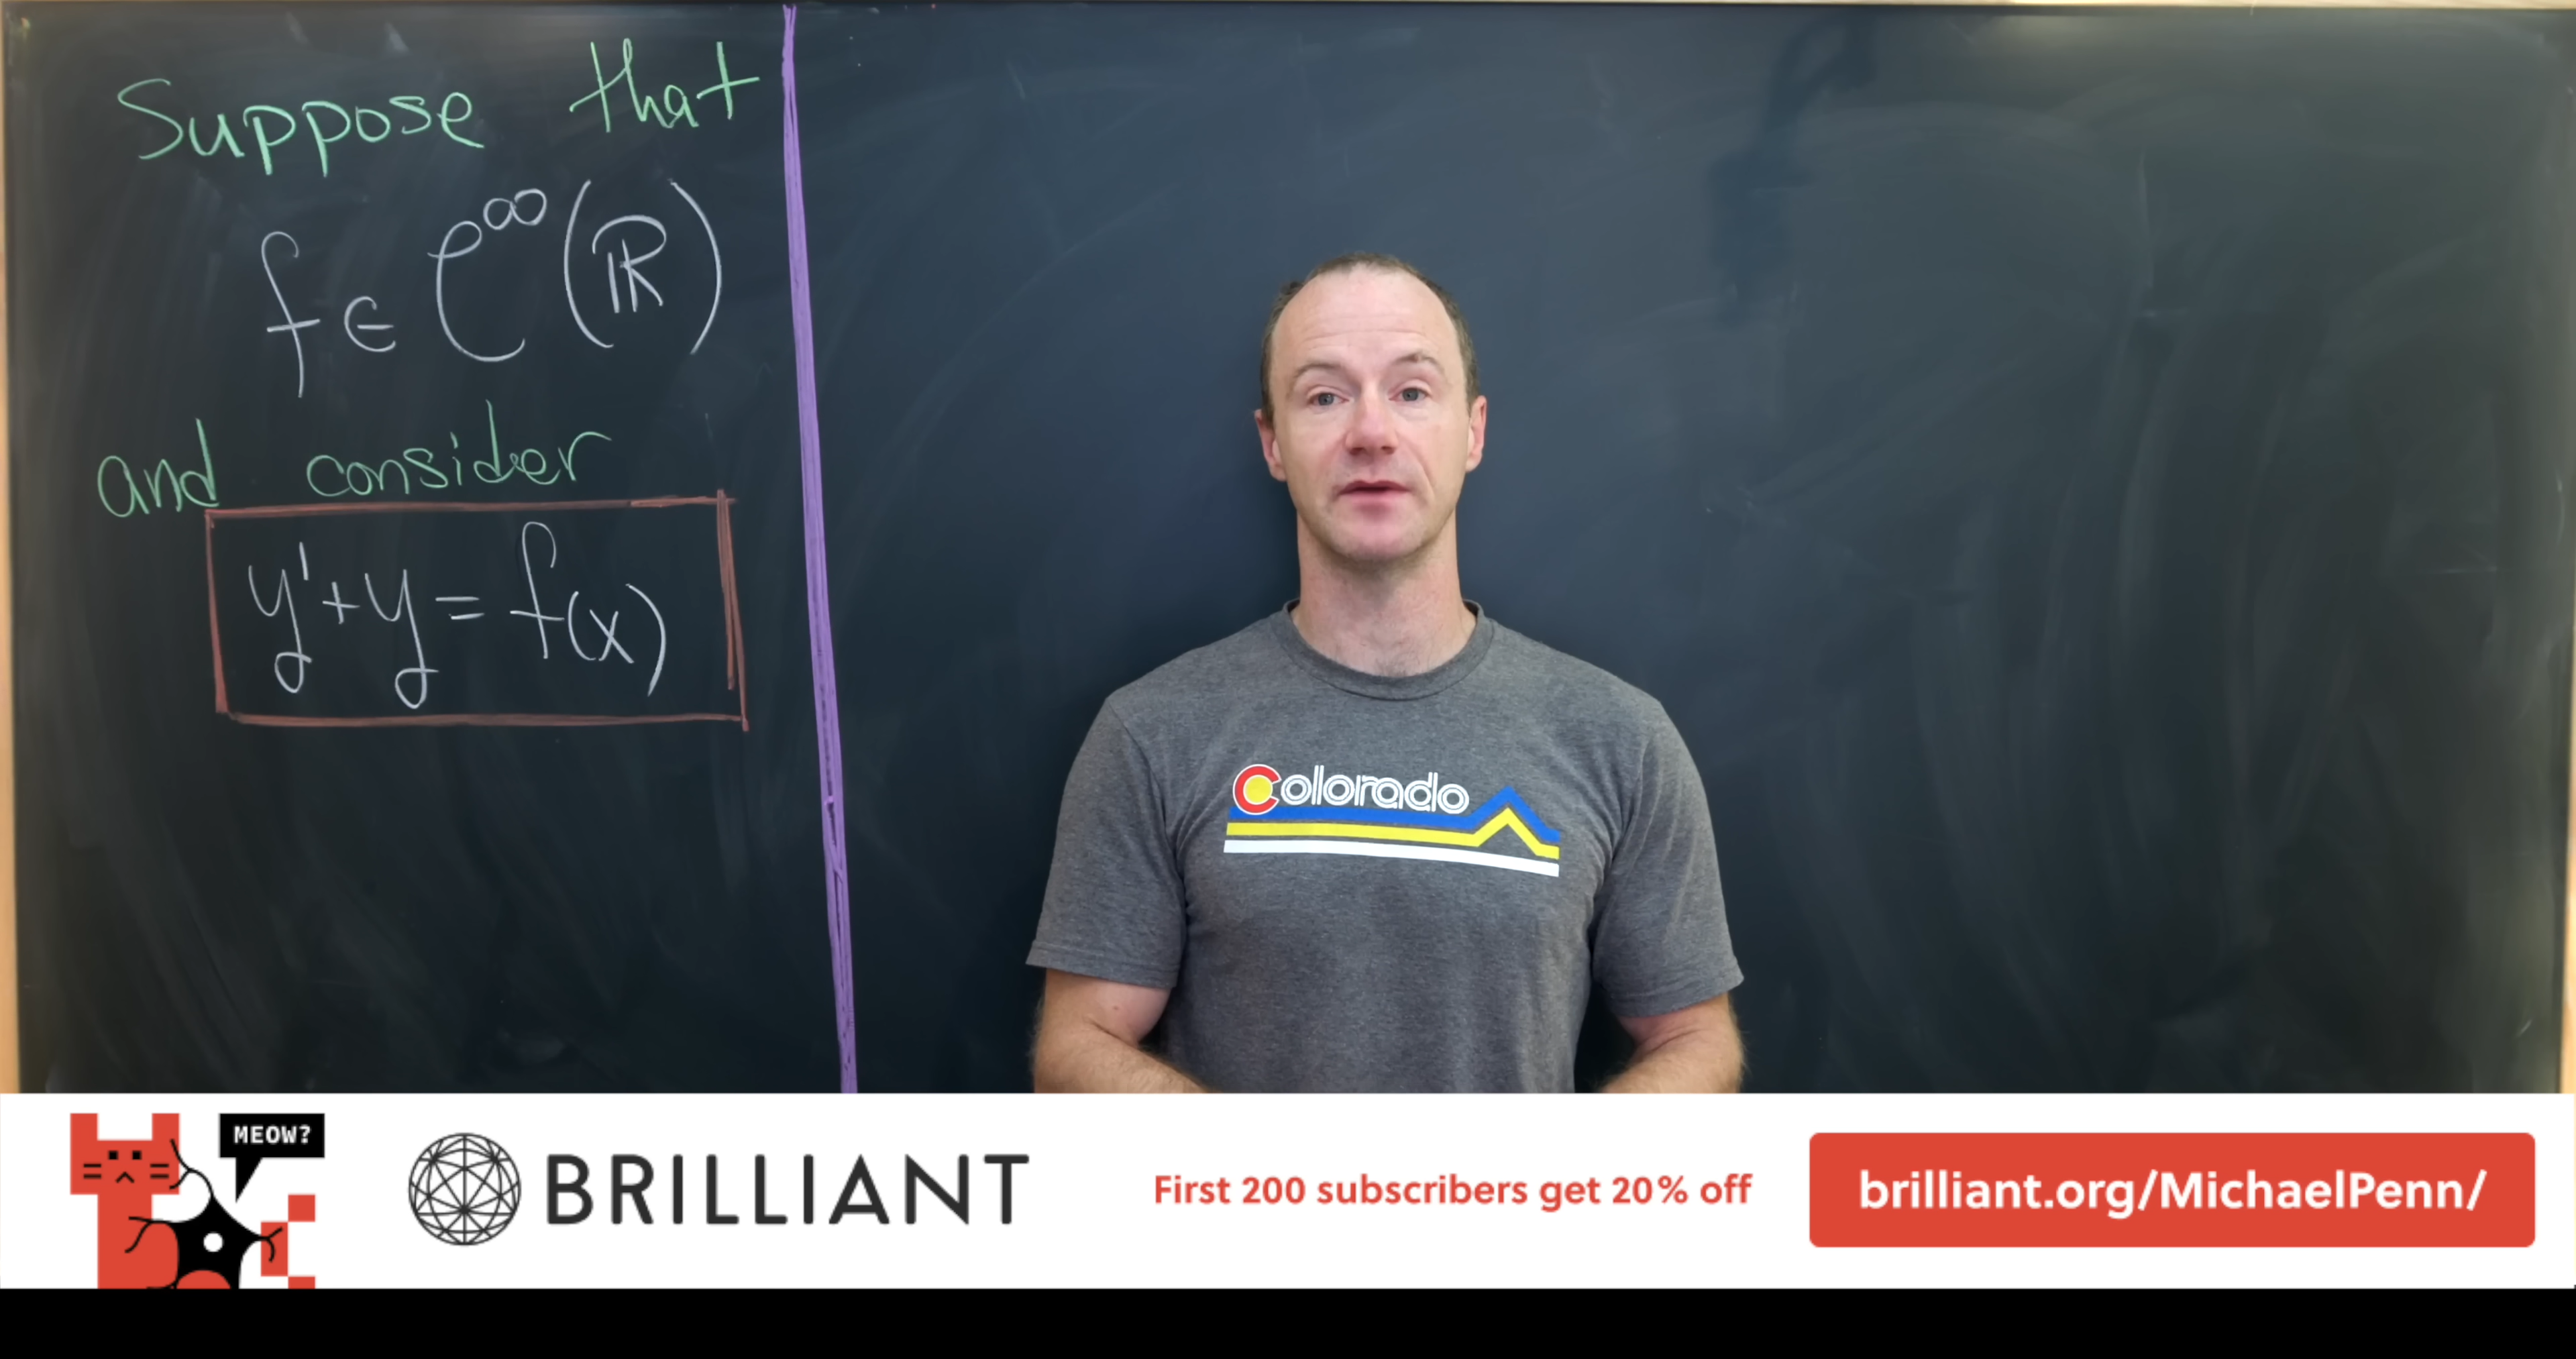 Suppose that
f ∈ C^∞(ℝ)
and consider
y' + y = f(x)
Colorado
MEOW?
BRILLIANT
First 200 subscribers get 20% off
brilliant.org/MichaelPenn/